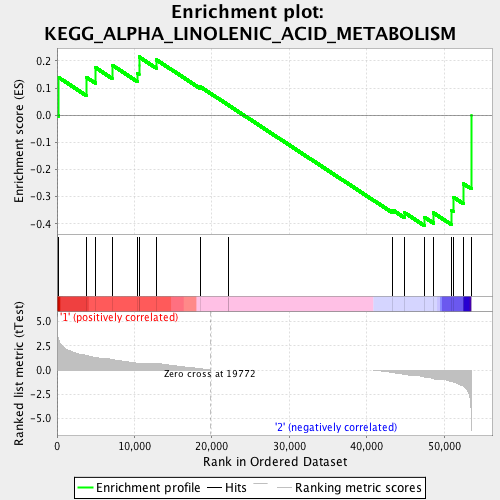 Enrichment plot:
KEGG_ALPHA_LINOLENIC_ACID_METABOLISM
Enrichment score (ES)
0.2
0.1
0.0
-0.1
-0.2
-0.3
-0.4
'1' (positively correlated)
Ranked list metric (tTest)
5.0
2.5
0.0
-2.5
-5.0
Zero cross at 19772
'2' (negatively correlated)
0 10,000 20,000 30,000 40,000 50,000
Rank in Ordered Dataset
Enrichment profile Hits Ranking metric scores